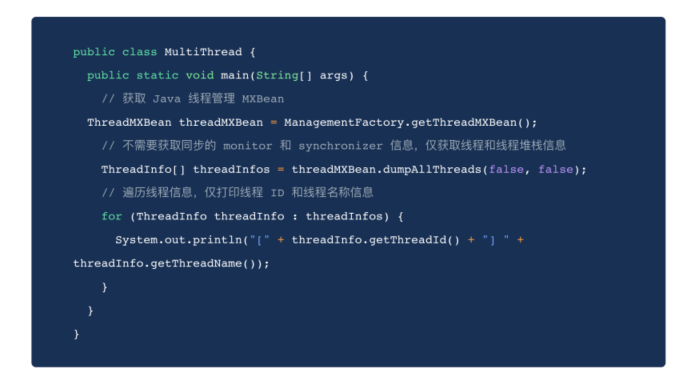 public class MultiThread {
public static void main(String[] args) {
// 获取 Java 线程管理 MXBean
ThreadMXBean threadMXBean = ManagementFactory.getThreadMXBean();
// 不需要获取同步的 monitor 和 synchronizer 信息，仅获取线程和线程堆栈信息
ThreadInfo[] threadInfos = threadMXBean.dumpAllThreads(false, false);
// 遍历线程信息，仅打印线程 ID 和线程名称信息
for (ThreadInfo threadInfo : threadInfos) {
System.out.println("[" + threadInfo.getThreadId() + "] " +
threadInfo.getThreadName());
}
}
}